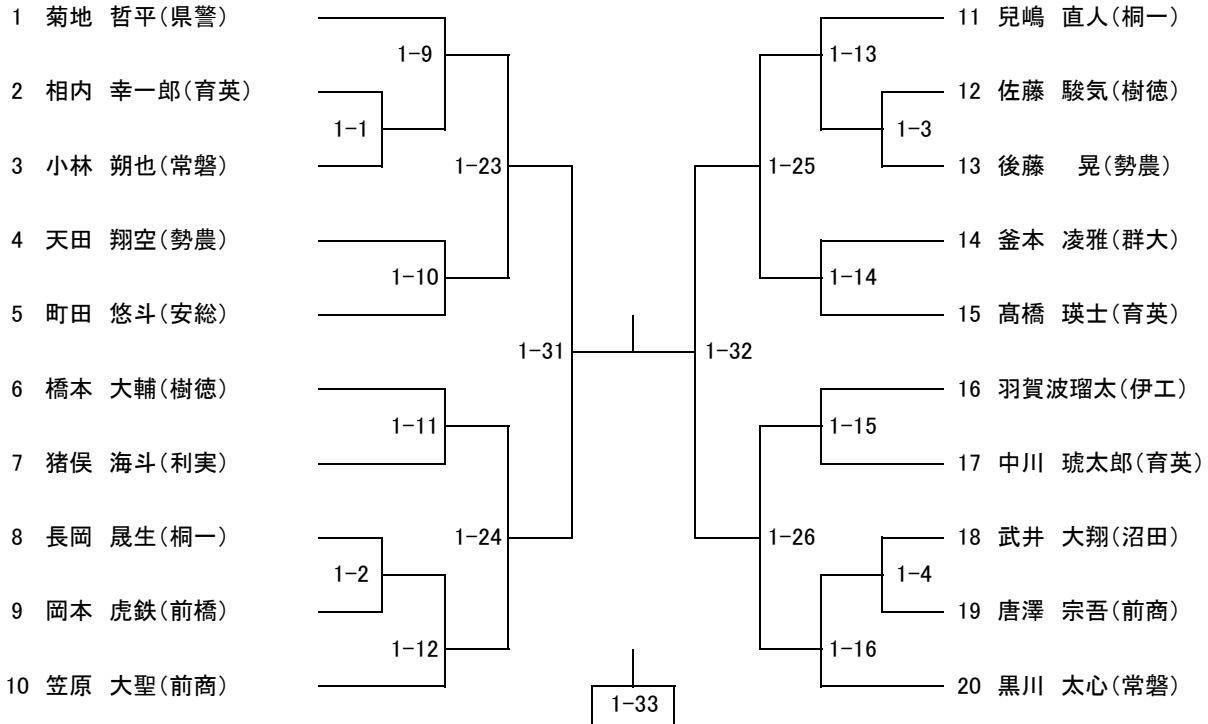 1 菊地 哲平(県警)
2 相内 幸一郎(育英)
3 小林 朔也(常磐)
4 天田 翔空(勢農)
5 町田 悠斗(安総)
6 橋本 大輔(樹徳)
7 猪俣 海斗(利実)
8 長岡 晟生(桐一)
9 岡本 虎鉄(前橋)
10 笠原 大聖(前商)
1-1
1-2
1-9
1-10
1-11
1-12
1-23
1-24
1-31
1-33
1-32
1-25
1-26
1-13
1-14
1-15
1-16
1-3
1-4
11 兒嶋 直人(桐一)
12 佐藤 駿気(樹徳)
13 後藤 晃(勢農)
14 釜本 凌雅(群大)
15 髙橋 瑛士(育英)
16 羽賀波瑠太(伊工)
17 中川 琥太郎(育英)
18 武井 大翔(沼田)
19 唐澤 宗吾(前商)
20 黒川 太心(常磐)